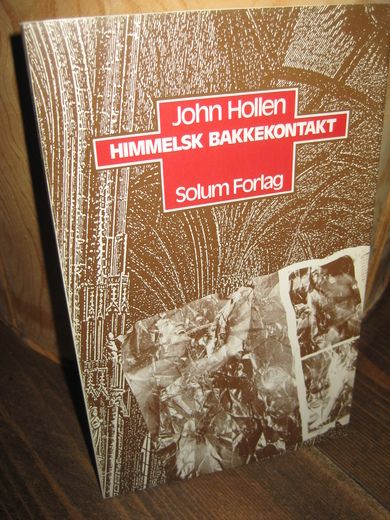 John Hollen
HIMMELSK BAKKEKONTAKT
Solum Forlag